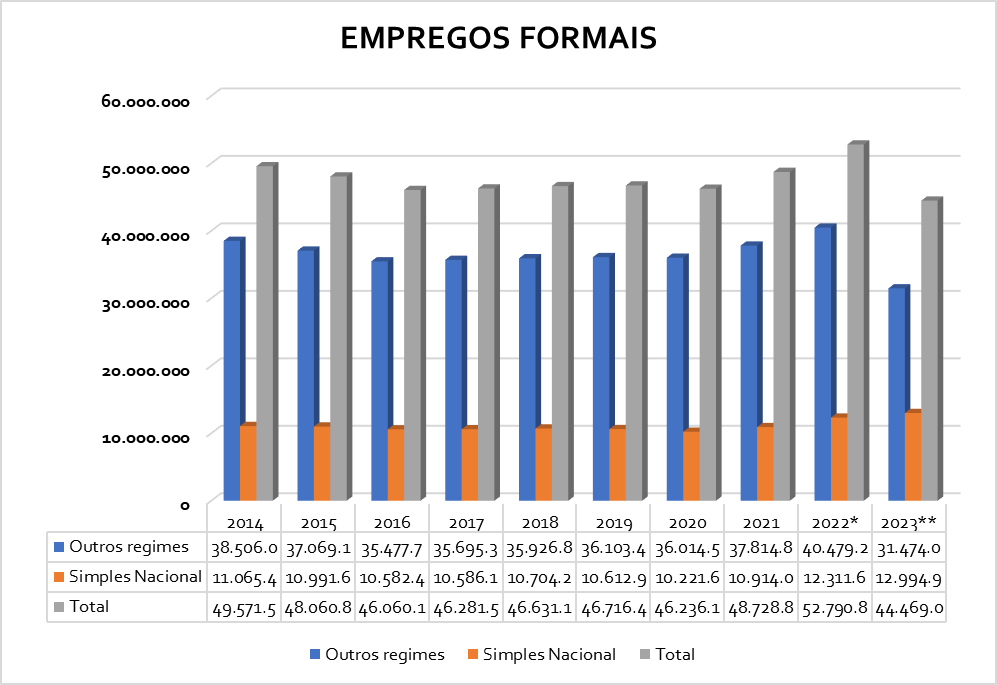 EMPREGOS FORMAIS
60.000.000
50.000.000
40.000.000
30.000.000
20.000.000
10.000.000
0
2014 2015 2016 2017 2018 2019 2020 2021 2022* 2023**
Outros regimes 38.506.0 37.069.1 35.477.7 35.695.3 35.926.8 36.103.4 36.014.5 37.814.8 40.479.2 31.474.0
Simples Nacional 11.065.4 10.991.6 10.582.4 10.586.1 10.704.2 10.612.9 10.221.6 10.914.0 12.311.6 12.994.9
Total 49.571.5 48.060.8 46.060.1 46.281.5 46.631.1 46.716.4 46.236.1 48.728.8 52.790.8 44.469.0
Outros regimes Simples Nacional Total